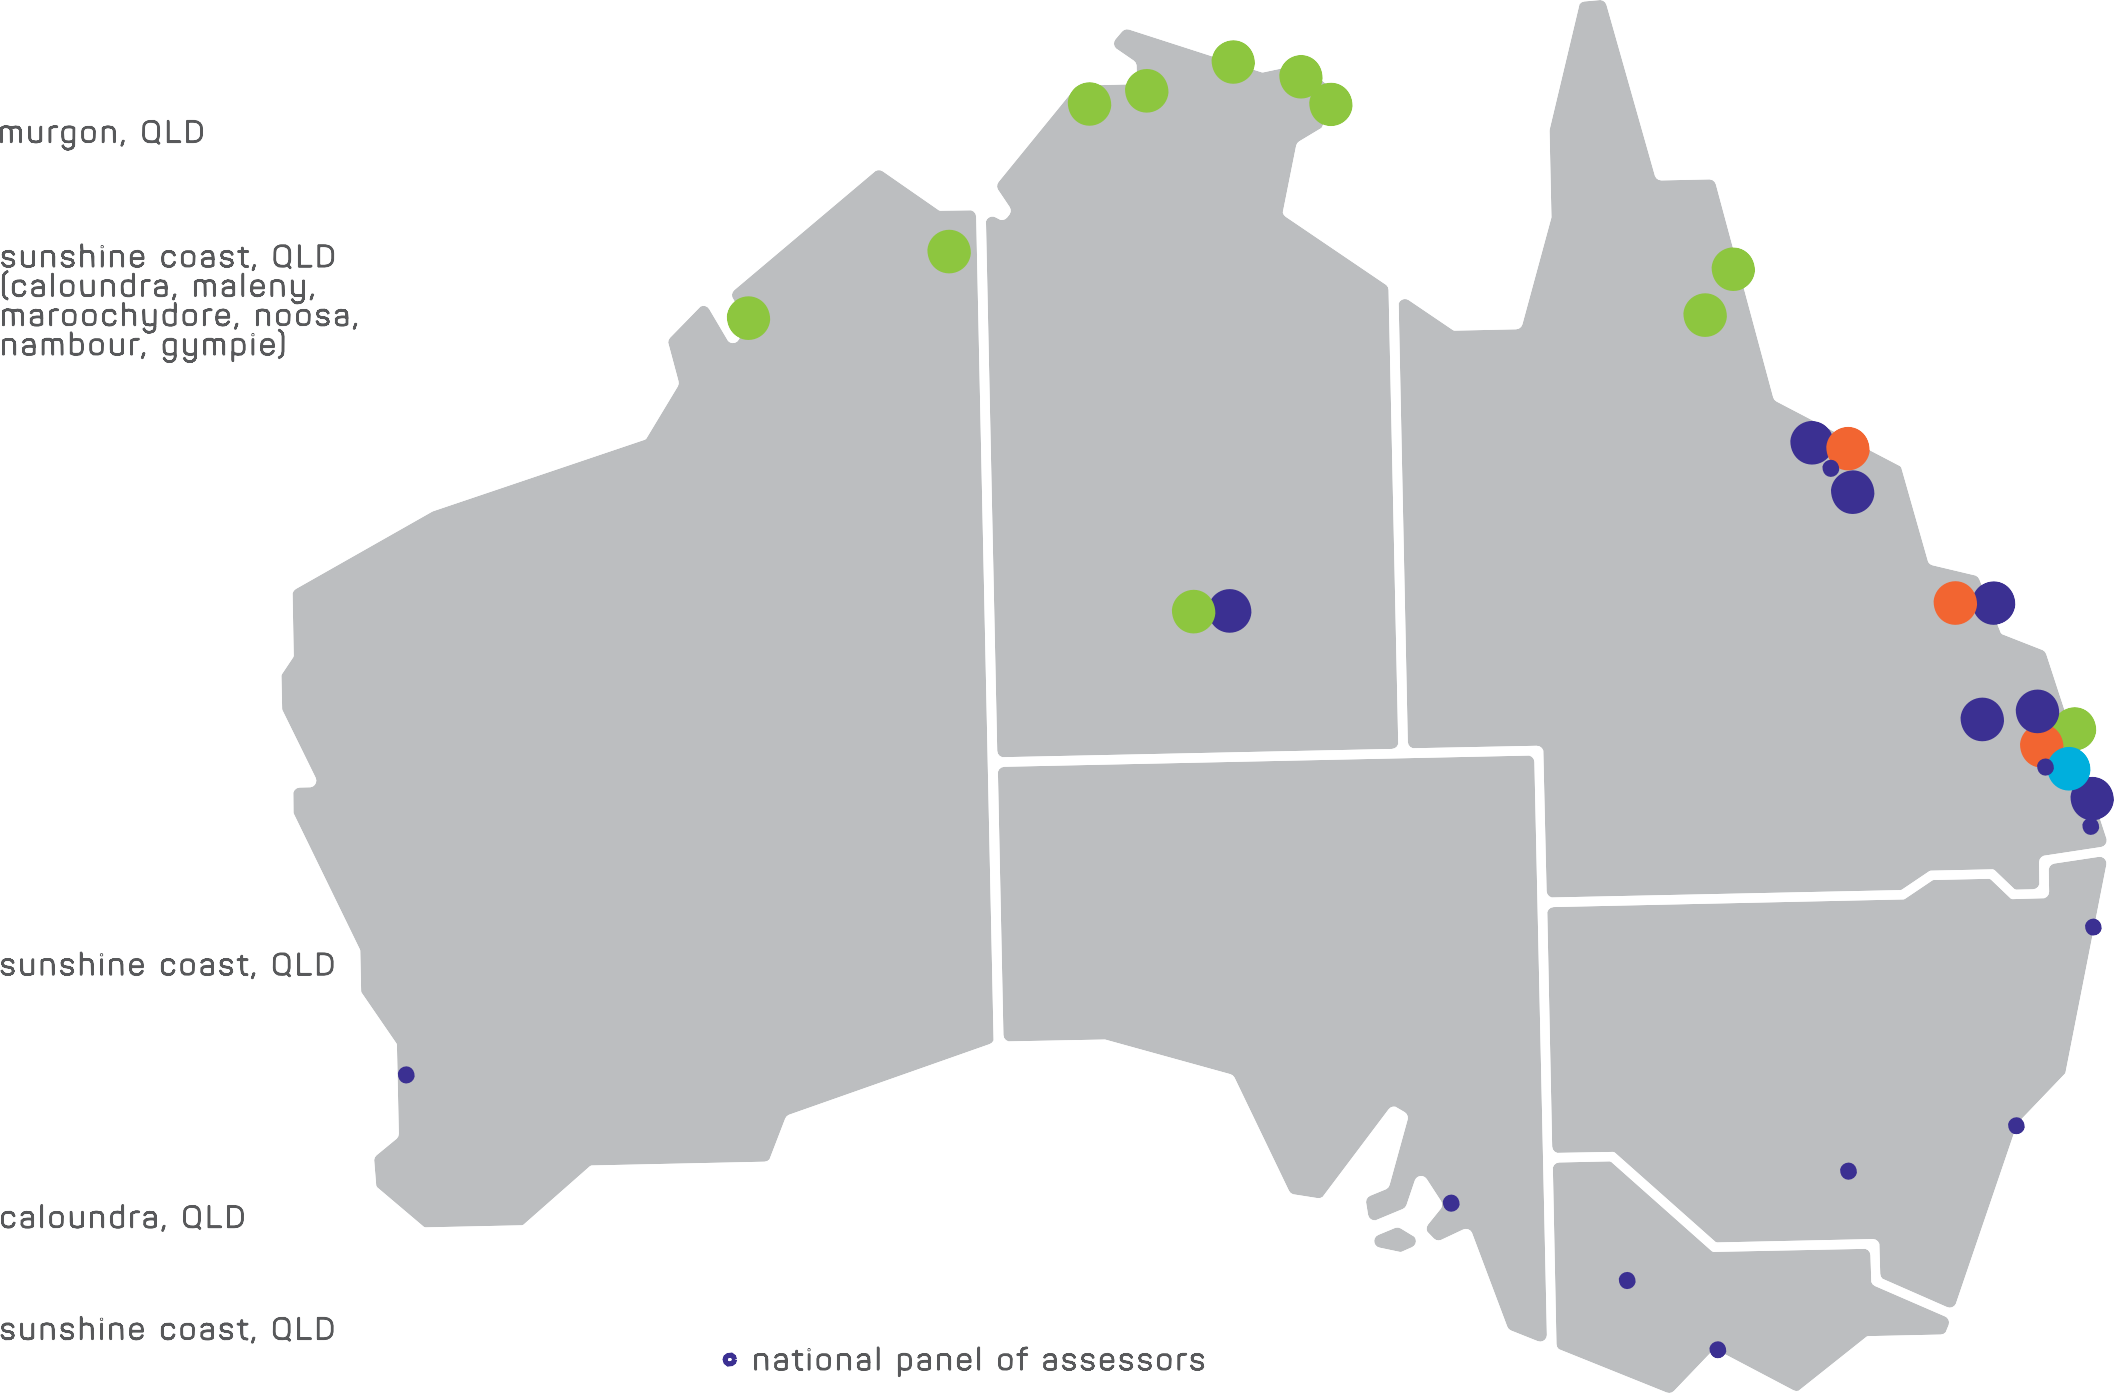 murgon, QLD
sunshine coast, QLD
(caloundra, maleny,
maroochydore, noosa,
nambour, gympie)
sunshine coast, QLD
caloundra, QLD
sunshine coast, QLD
national panel of assessors